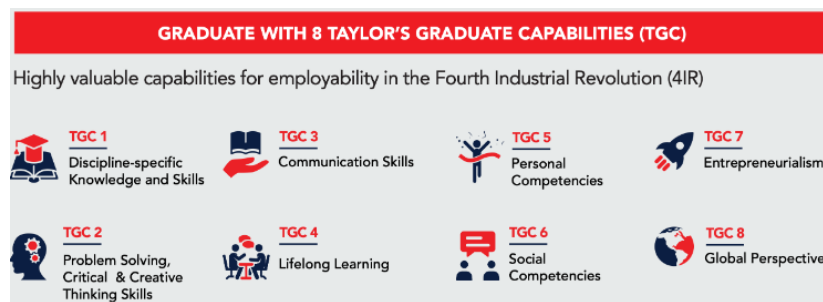 GRADUATE WITH 8 TAYLOR'S GRADUATE CAPABILITIES (TGC)
Highly valuable capabilities for employability in the Fourth Industrial Revolution (4IR)
TGC 1
Discipline-specific
Knowledge and Skills
TGC 3
Communication Skills
TGC 5
Personal
Competencies
TGC 7
Entrepreneurialism
TGC 2
Problem Solving,
Critical & Creative
Thinking Skills
TGC 4
Lifelong Learning
TGC 6
Social
Competencies
TGC 8
Global Perspective